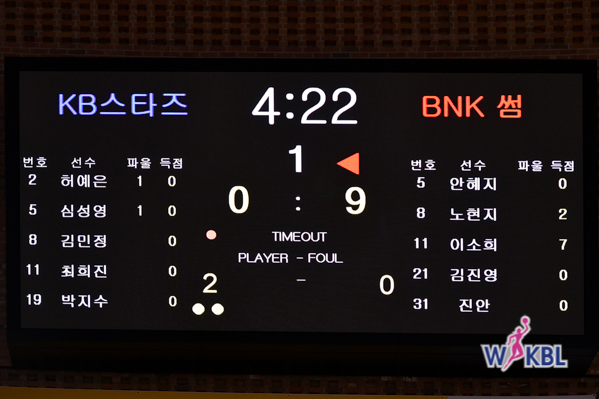 KB스타즈 4:22 BNK 썸
1
번호 선수 파울 득점 번호 선수 파울 득점
2 허예은 1 0 5 안혜지 0
0 : 9
5 심성영 1 0 8 노현지 2
8 김민정 0 TIMEOUT 11 이소희 7
PLAYER - FOUL
11 최희진 0 2 – 0 21 김진영 0
19 박지수 0 31 진안 0
WKBL